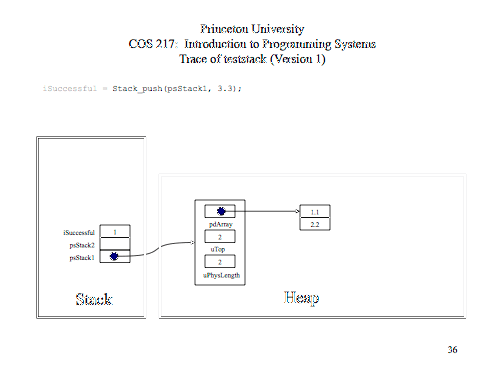 Princeton University
COS 217: Introduction to Programming Systems
Trace of teststack (Version 1)
iSuccessful = Stack_push(psStack1, 3.3);
1.1
pdArray
2.2
iSuccessful 1
2
psStack2
uTop
psStack1
2
uPhysLength
Stack
Heap
36